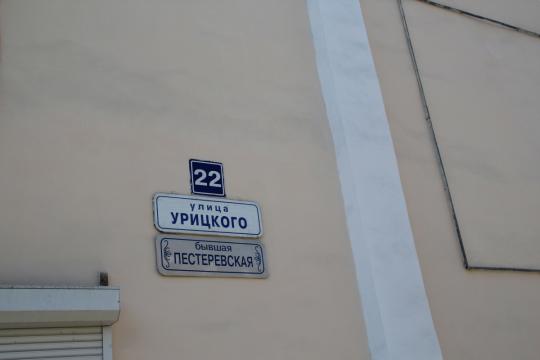 22
улица
УРИЦКОГО
бывшая
ПЕСТЕРЕВСКАЯ